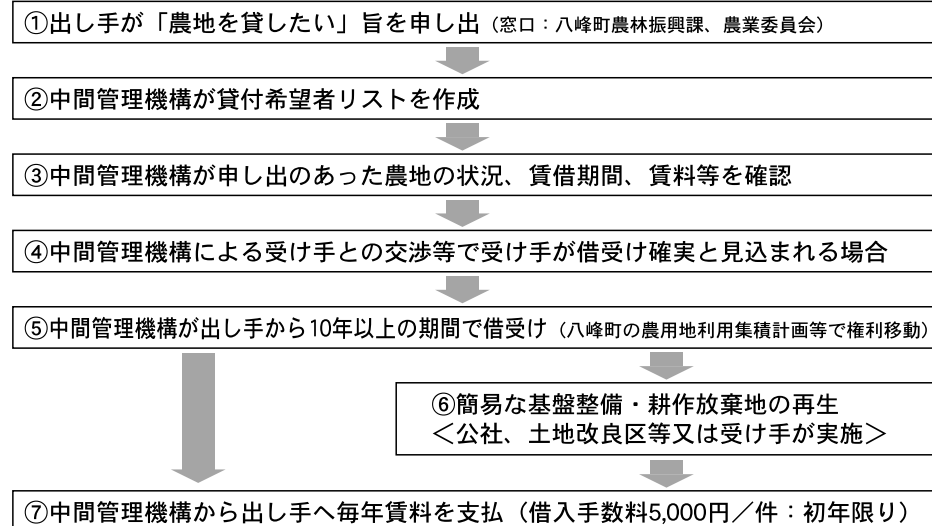 ①出し手が「農地を貸したい」旨を申し出（窓口：八峰町農林振興課、農業委員会）
②中間管理機構が貸付希望者リストを作成
③中間管理機構が申し出のあった農地の状況、賃借期間、賃料等を確認
④中間管理機構による受け手との交渉等で受け手が借受け確実と見込まれる場合
⑤中間管理機構が出し手から10年以上の期間で借受け（八峰町の農用地利用集積計画等で権利移動）
⑥簡易な基盤整備・耕作放棄地の再生
＜公社、土地改良区等又は受け手が実施＞
⑦中間管理機構から出し手へ毎年賃料を支払（借入手数料5,000円／件：初年限り）